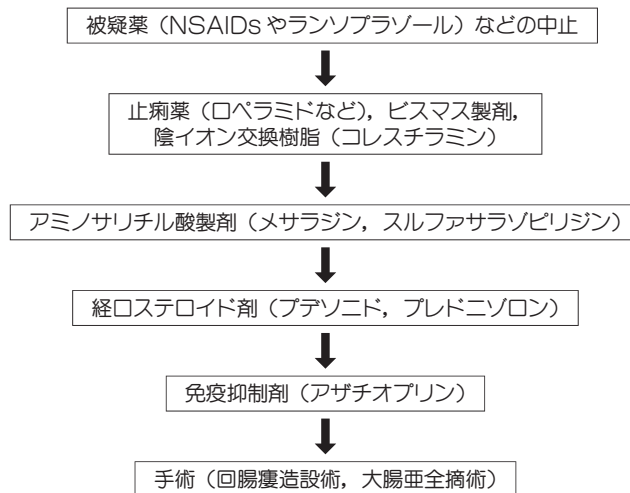 被疑薬（NSAIDs やランソプラゾール）などの中止
止痢薬（ロペラミドなど），ビスマス製剤，
陰イオン交換樹脂（コレスチラミン）
アミノサリチル酸製剤（メサラジン，スルファサラゾピリジン）
経口ステロイド剤（ブデソニド，プレドニゾロン）
免疫抑制剤（アザチオプリン）
手術（回腸瘻造設術，大腸亜全摘術）